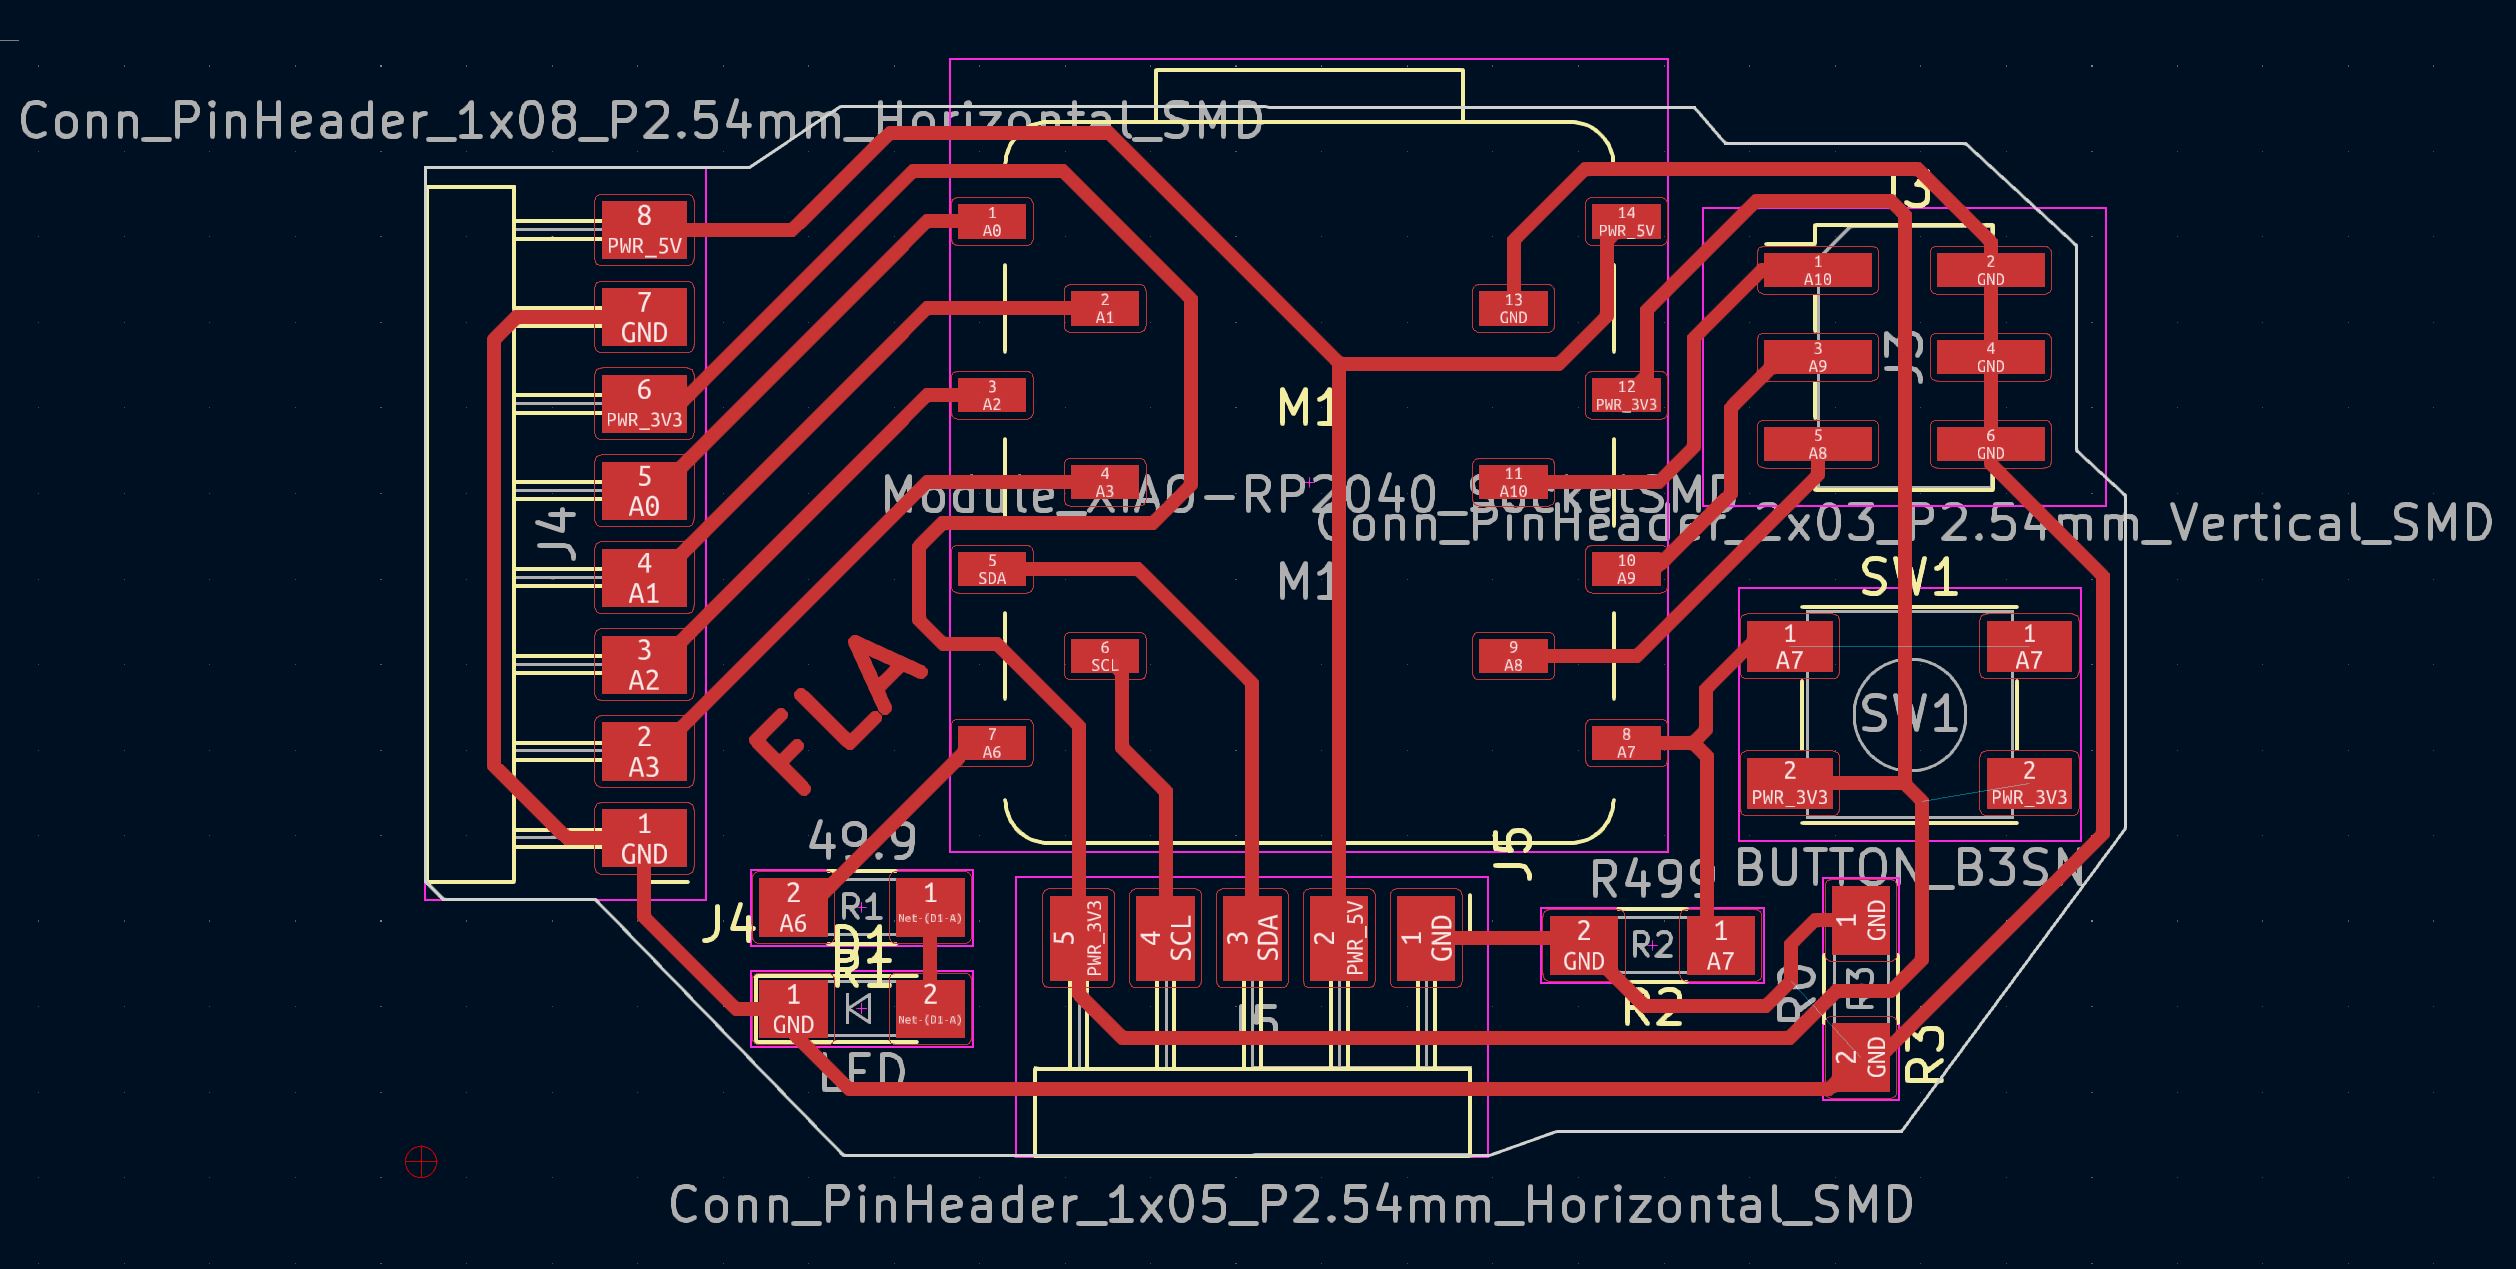 Conn_PinHeader_1x08_P2.54mm_Horizontal_SMD
8
PWR_5V
7
GND
6
PWR_3V3
5
A0
4
A1
3
A2
2
A3
1
GND
J4
J4
1
A0
2
A1
3
A2
4
A3
5
SDA
6
SCL
7
A6
14
PWR_5V
13
GND
12
PWR_3V3
11
A10
10
A9
9
A8
8
A7
M1
Module_XIAO-RP2040_SocketSMD
M1
J3
1
A10
2
GND
3
A9
4
GND
5
A8
6
GND
J3
Conn_PinHeader_2x03_P2.54mm_Vertical_SMD
SW1
1
A7
1
A7
SW1
2
PWR_3V3
2
PWR_3V3
BUTTON_B3SN
FLA
49.9
2
A6
R1
1
Net-(D1-A)
D1
R1
1
GND
2
Net-(D1-A)
LED
J5
5
PWR_3V3
4
SCL
3
SDA
2
PWR_5V
1
GND
J5
R499
2
GND
R2
1
A7
R2
1
GND
R0
R3
2
GND
R3
Conn_PinHeader_1x05_P2.54mm_Horizontal_SMD